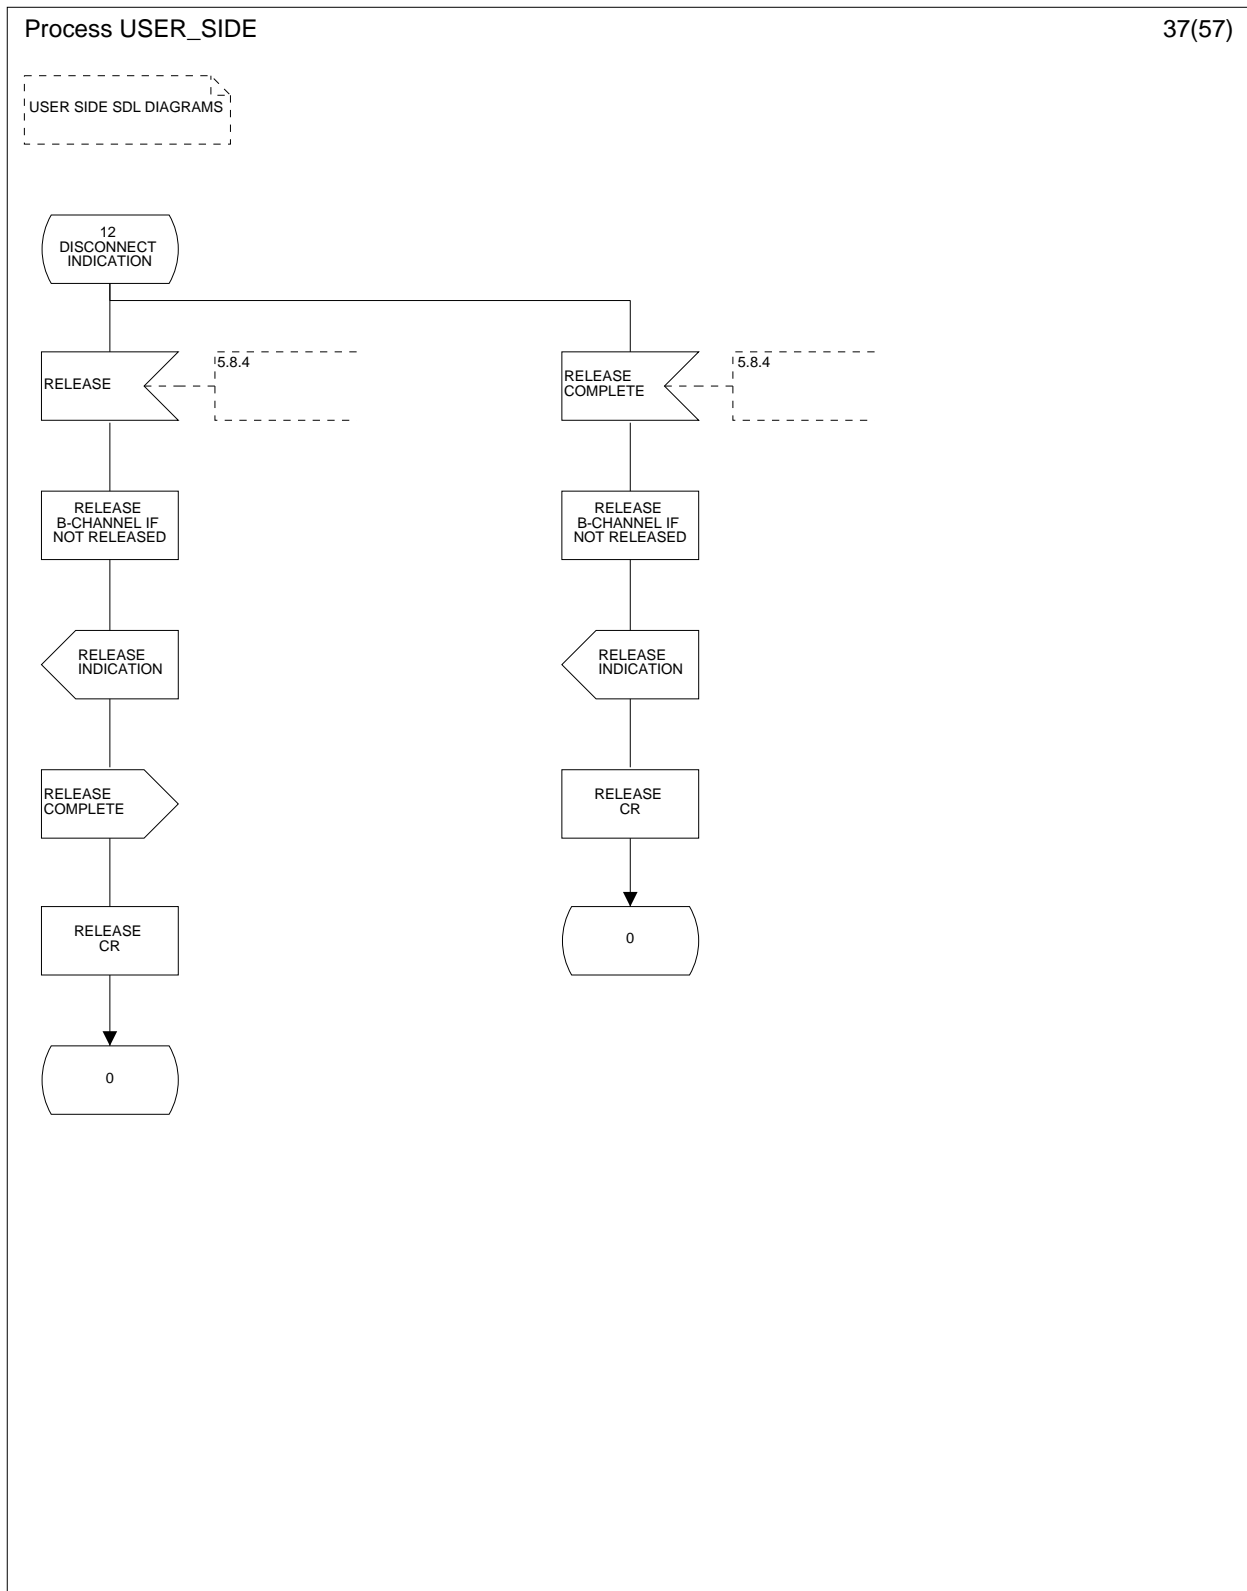 Process USER_SIDE
37(57)
USER SIDE SDL DIAGRAMS
12
DISCONNECT
INDICATION
RELEASE
5.8.4
RELEASE
COMPLETE
5.8.4
RELEASE
B-CHANNEL IF
NOT RELEASED
RELEASE
B-CHANNEL IF
NOT RELEASED
RELEASE
INDICATION
RELEASE
INDICATION
RELEASE
COMPLETE
RELEASE
CR
RELEASE
CR
0
0